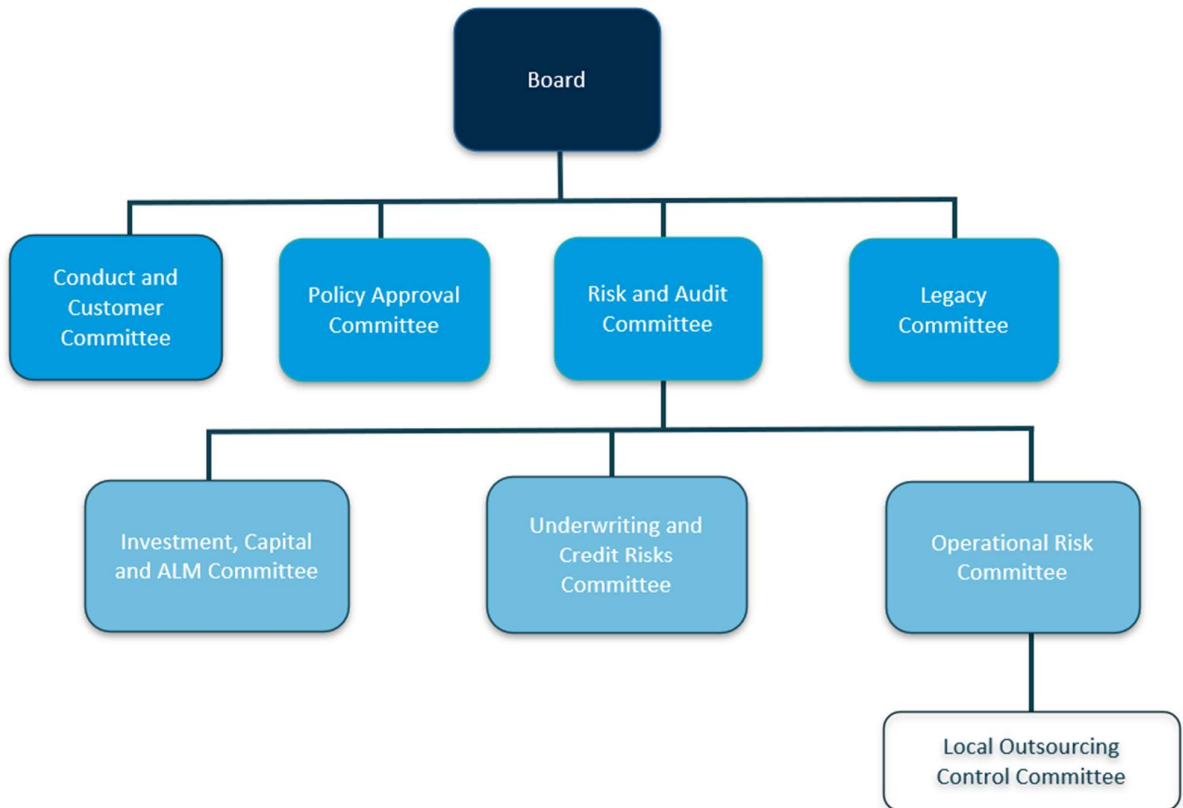 Board
Conduct and
Customer
Committee
Policy Approval
Committee
Risk and Audit
Committee
Legacy
Committee
Investment, Capital
and ALM Committee
Underwriting and
Credit Risks
Committee
Operational Risk
Committee
Local Outsourcing
Control Committee